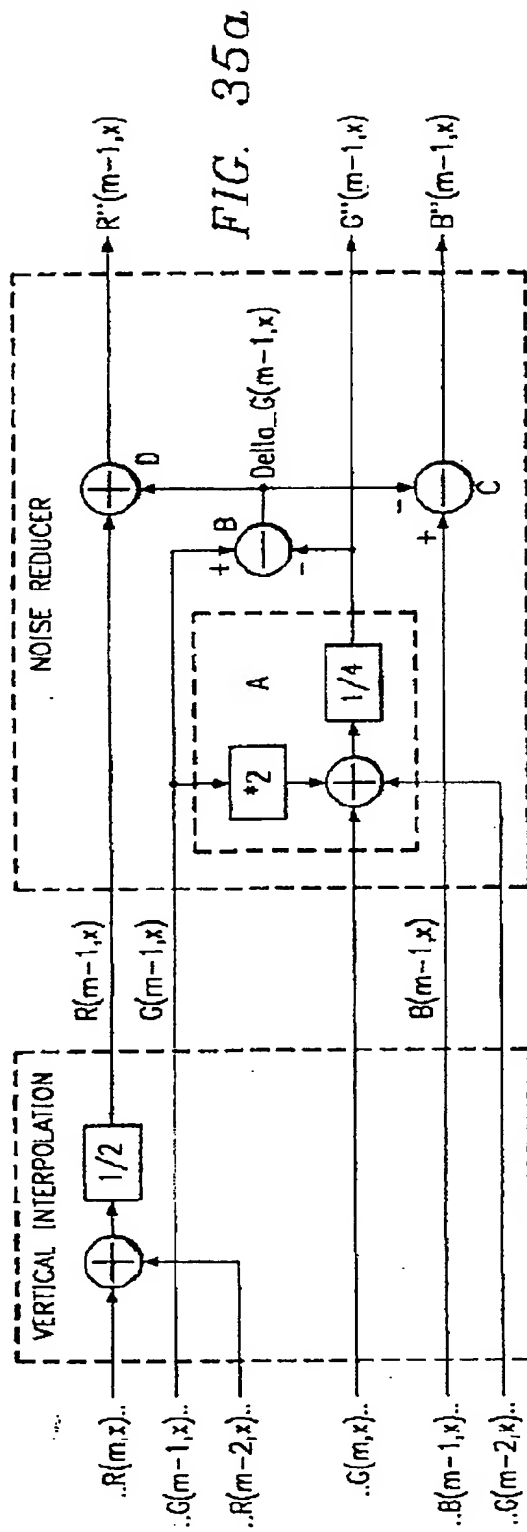 FIG. 35a
VERTICAL INTERPOLATION
NOISE REDUCER
..R(m,x)..
..G(m-1,x)..
..R(m-2,x)..
..G(m,x)..
..B(m-1,x)..
..G(m-2,x)..
+
1/2
R(m-1,x)
G(m-1,x)
B(m-1,x)
*2
+
1/4
A
+
B
−
-
Delta_G(m-1,x)
+
D
-
+
−
C
R"(m-1,x)
G"(m-1,x)
B"(m-1,x)